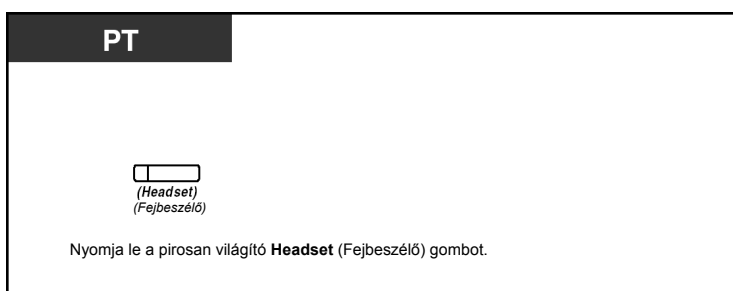 PT
(Headset)
(Fejbeszélő)
Nyomja le a pirosan világító Headset (Fejbeszélő) gombot.